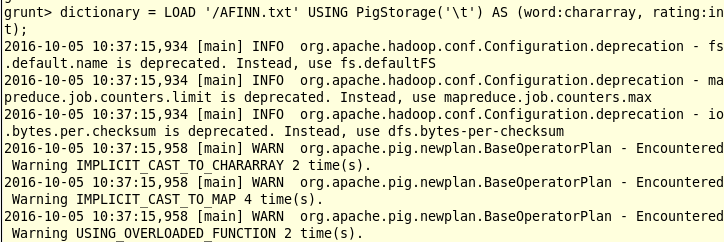 grunt> dictionary = LOAD '/AFINN.txt' USING PigStorage('\t') AS (word:chararray, rating:in
t);
2016-10-05 10:37:15,934 [main] INFO  org.apache.hadoop.conf.Configuration.deprecation - fs
.default.name is deprecated. Instead, use fs.defaultFS
2016-10-05 10:37:15,934 [main] INFO  org.apache.hadoop.conf.Configuration.deprecation - ma
preduce.job.counters.limit is deprecated. Instead, use mapreduce.job.counters.max
2016-10-05 10:37:15,934 [main] INFO  org.apache.hadoop.conf.Configuration.deprecation - io
.bytes.per.checksum is deprecated. Instead, use dfs.bytes-per-checksum
2016-10-05 10:37:15,958 [main] WARN  org.apache.pig.newplan.BaseOperatorPlan - Encountered
 Warning IMPLICIT_CAST_TO_CHARARRAY 2 time(s).
2016-10-05 10:37:15,958 [main] WARN  org.apache.pig.newplan.BaseOperatorPlan - Encountered
 Warning IMPLICIT_CAST_TO_MAP 4 time(s).
2016-10-05 10:37:15,958 [main] WARN  org.apache.pig.newplan.BaseOperatorPlan - Encountered
 Warning USING_OVERLOADED_FUNCTION 2 time(s).